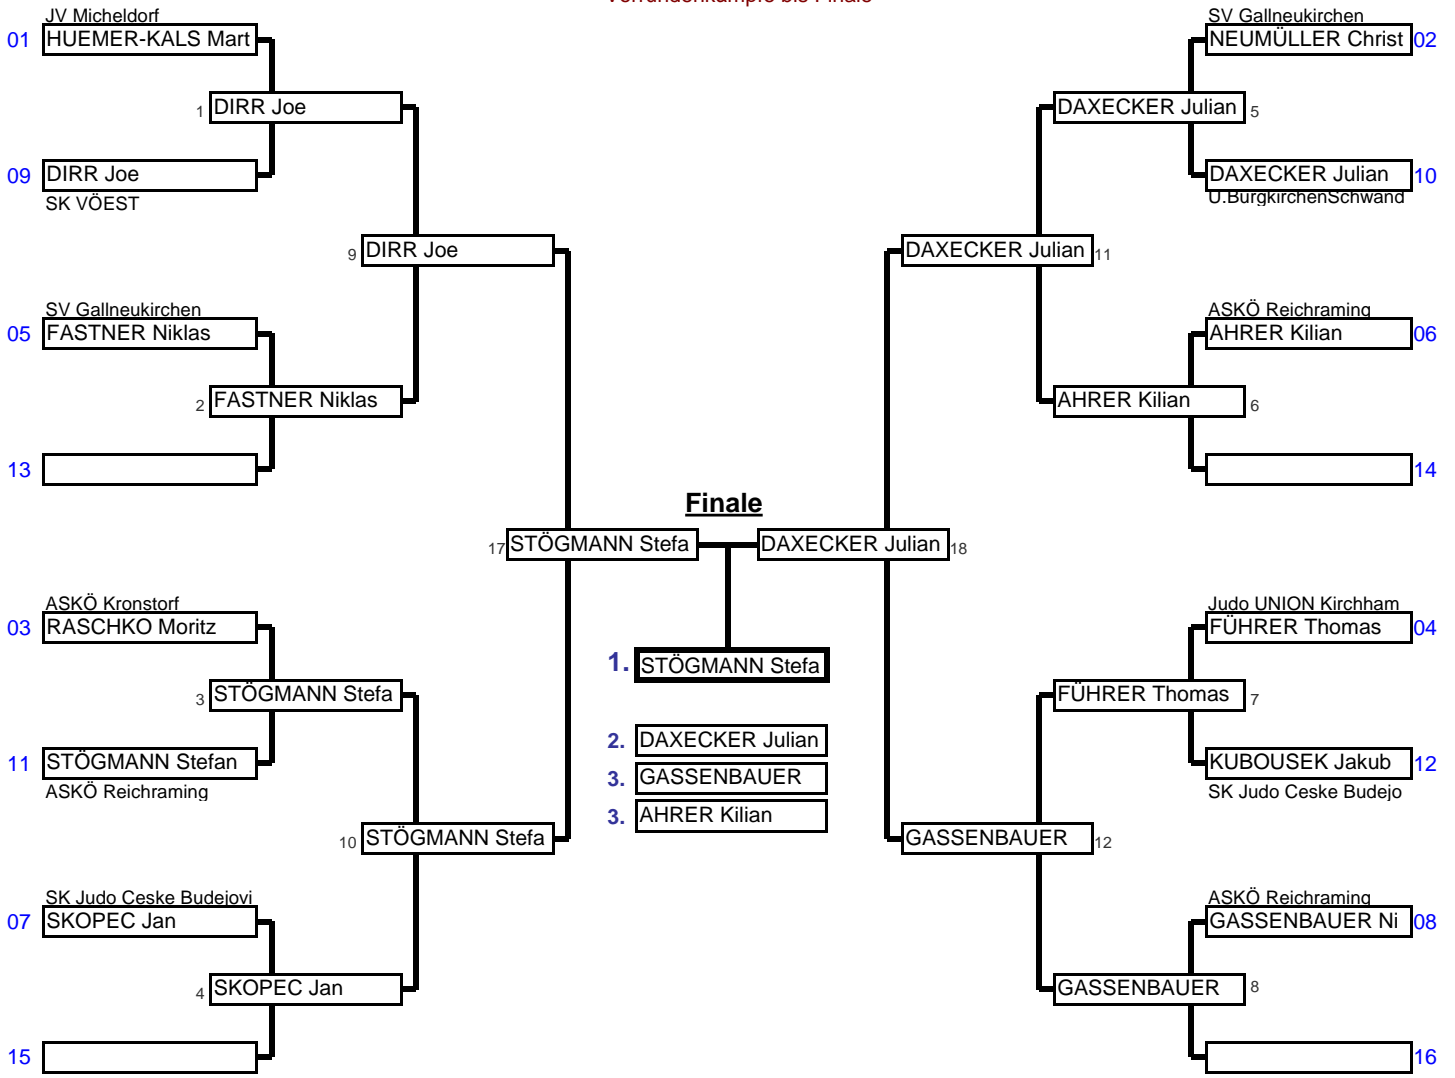 Vorrundenkämpfe bis Finale
JV Micheldorf
01 HUEMER-KALS Mart
1 DIRR Joe
09 DIRR Joe
SK VÖEST
9 DIRR Joe
SV Gallneukirchen
05 FASTNER Niklas
2 FASTNER Niklas
13
17 STÖGMANN Stefa
ASKÖ Kronstorf
03 RASCHKO Moritz
3 STÖGMANN Stefa
11 STÖGMANN Stefan
ASKÖ Reichraming
10 STÖGMANN Stefa
SK Judo Ceske Budejovi
07 SKOPEC Jan
4 SKOPEC Jan
15
Finale
1. STÖGMANN Stefa
2. DAXECKER Julian
3. GASSENBAUER
3. AHRER Kilian
SV Gallneukirchen
NEUMÜLLER Christ 02
DAXECKER Julian 5
DAXECKER Julian 10
U.BurgkirchenSchwand
DAXECKER Julian 11
ASKÖ Reichraming
AHRER Kilian 06
AHRER Kilian 6
14
DAXECKER Julian 18
Judo UNION Kirchham
FÜHRER Thomas 04
FÜHRER Thomas 7
KUBOUSEK Jakub 12
SK Judo Ceske Budejo
GASSENBAUER 12
ASKÖ Reichraming
GASSENBAUER Ni 08
GASSENBAUER 8
16